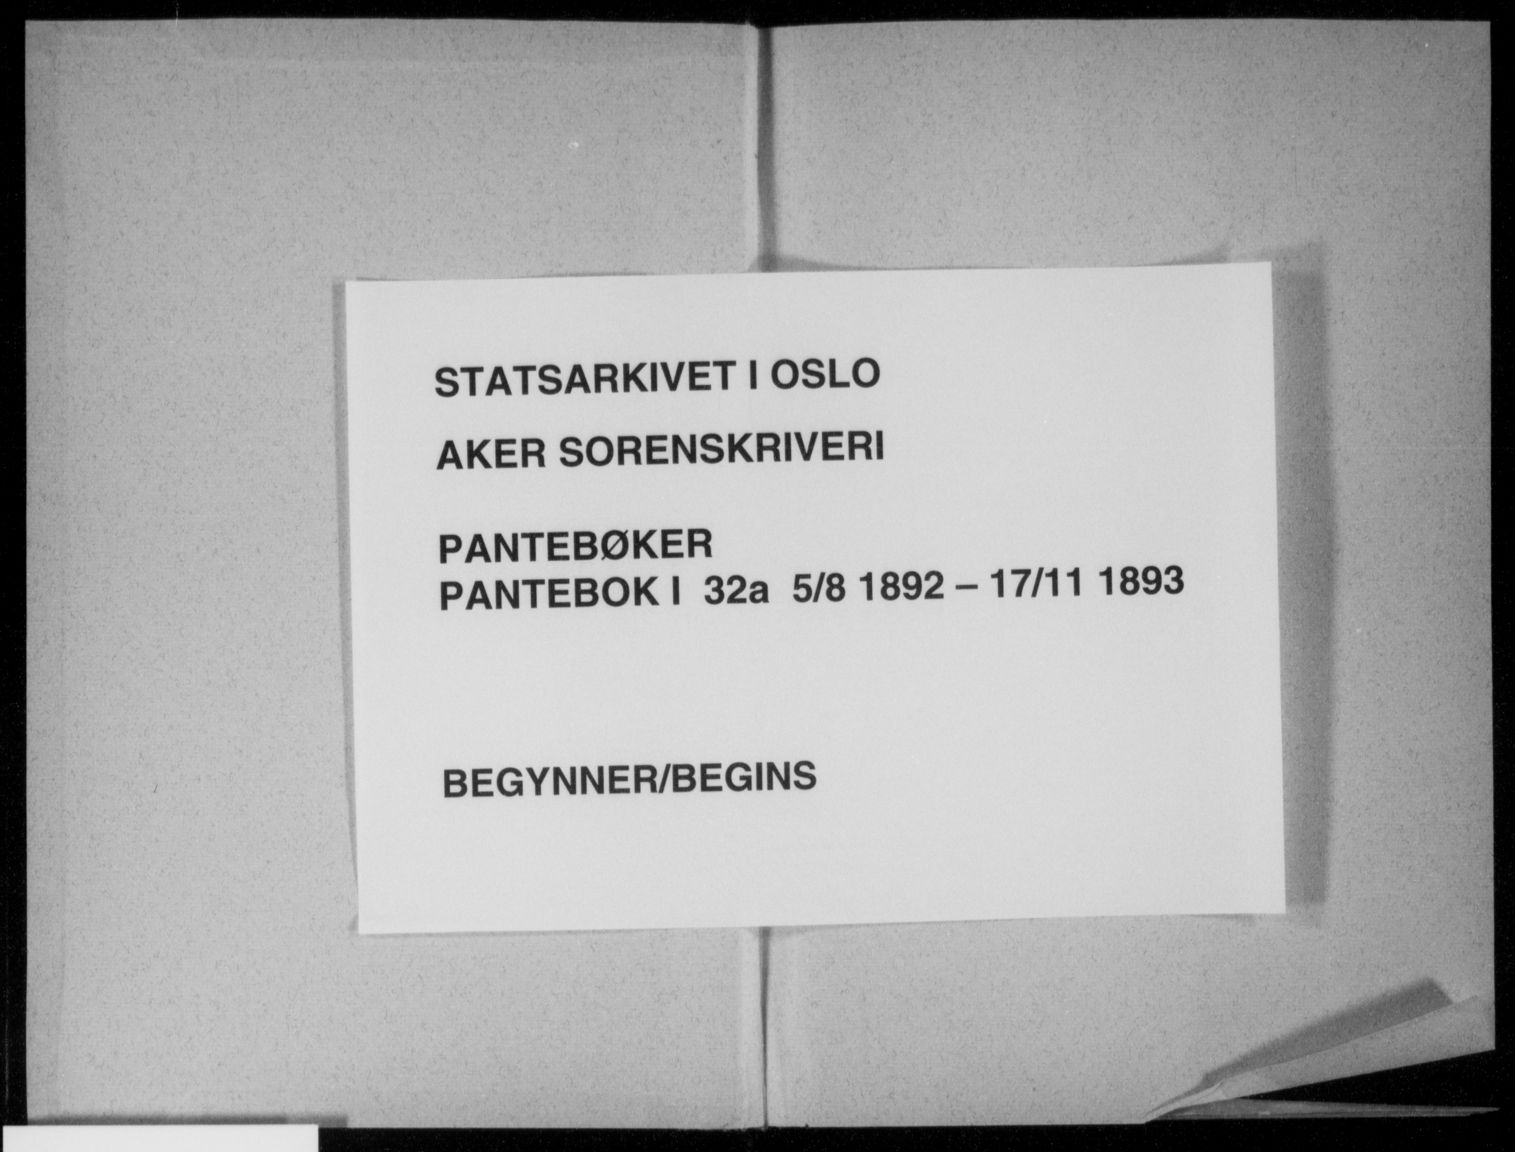 STATSARKIVET I OSLO
AKER SORENSKRIVERI
PANTEBØKER
PANTEBOK I 32a 5/8 1892 – 17/11 1893
BEGYNNER/BEGINS